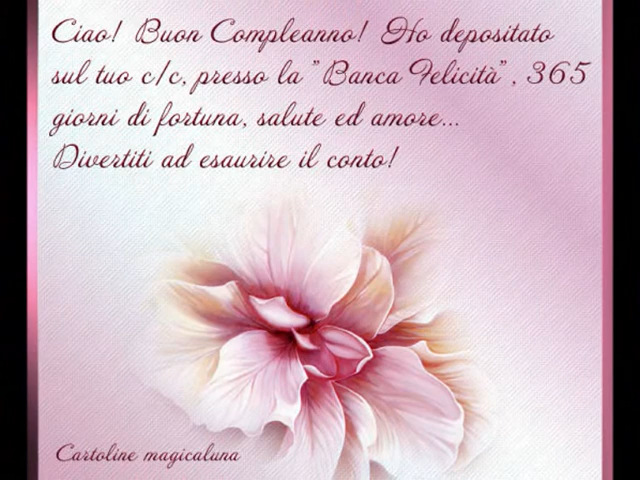 Ciao! Buon Compleanno! Ho depositato
sul tuo c/c, presso la "Banca Felicità", 365
giorni di fortuna, salute ed amore...
Divertiti ad esaurire il conto!
Cartoline magicaluna